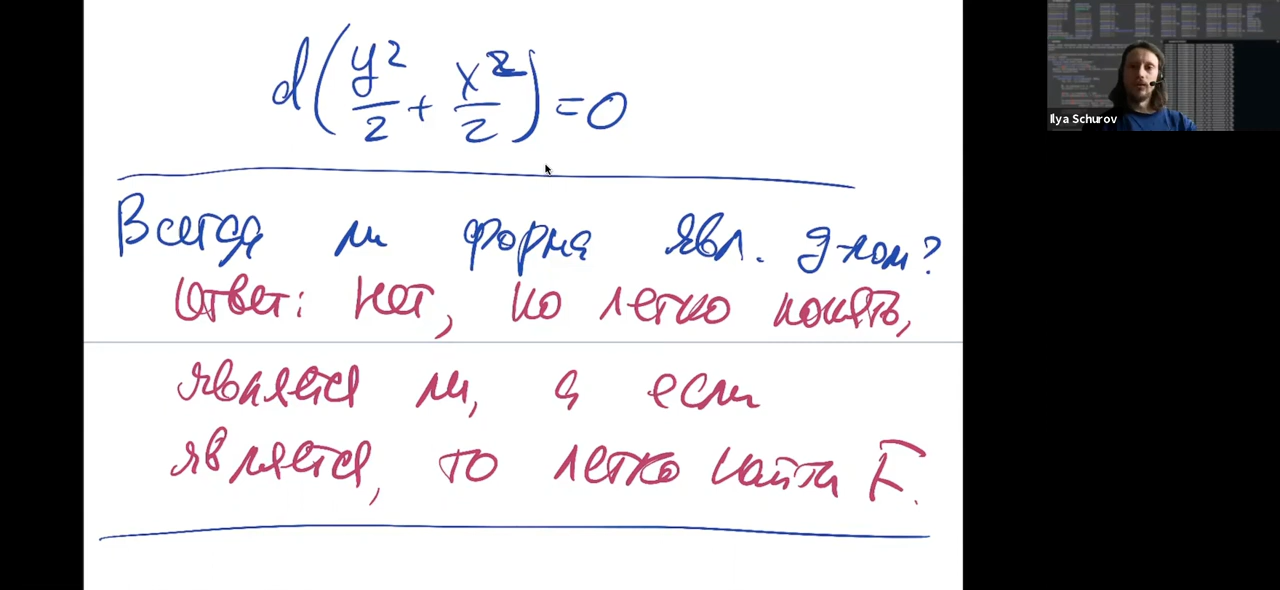 d(y²/2 + x²/2) = 0
Всегда ли форма явл. д-лом?
Ответ: нет, но легко понять,
является ли, а если
является, то легко найти F.
Ilya Schurov